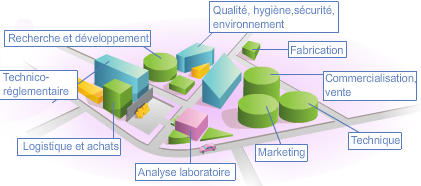 Qualité, hygiène,sécurité,
environnement
Recherche et développement
Fabrication
Technico-
réglementaire
Commercialisation,
vente
Technique
Logistique et achats
Marketing
Analyse laboratoire